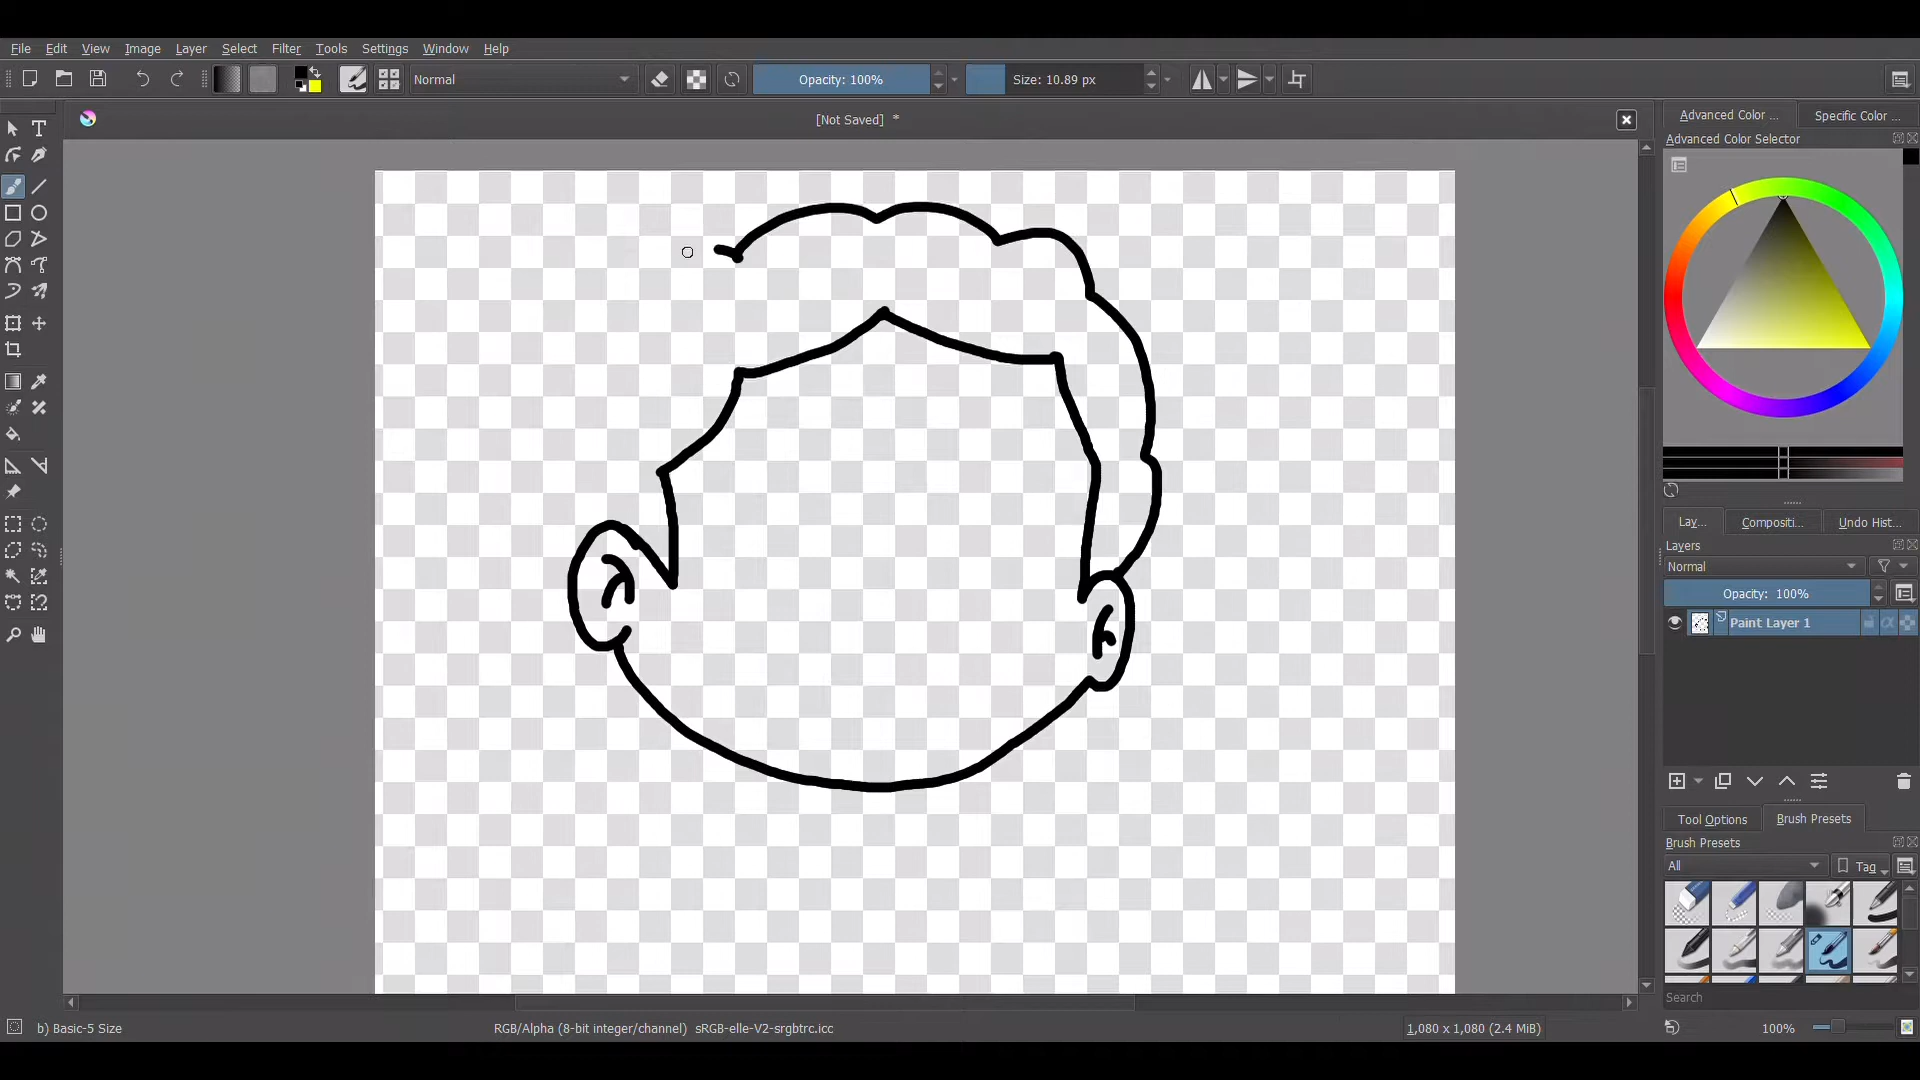 File Edit View Image Layer Select Filter Tools Settings Window Help
Normal Opacity: 100% Size: 10.89 px
[Not Saved] *
Advanced Color ... Specific Color ...
Advanced Color Selector
Lay... Compositi... Undo Hist...
Layers
Normal
Opacity: 100%
Paint Layer 1
Tool Options Brush Presets
Brush Presets
All Tag
Search
b) Basic-5 Size RGB/Alpha (8-bit integer/channel) sRGB-elle-V2-srgbtrc.icc 1,080 x 1,080 (2.4 MiB) 100%